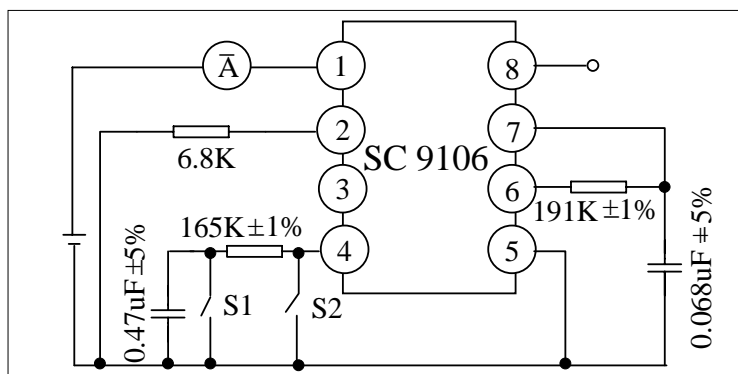 A
1
8
2
7
6.8K
SC 9106
3
6
165K ±1%
191K ±1%
4
5
0.47uF ±5%
S1
S2
0.068uF ±5%